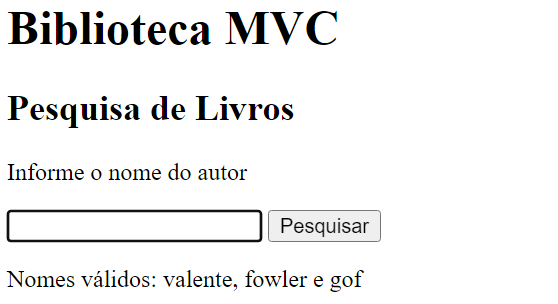 Biblioteca MVC
Pesquisa de Livros
Informe o nome do autor
Pesquisar
Nomes válidos: valente, fowler e gof